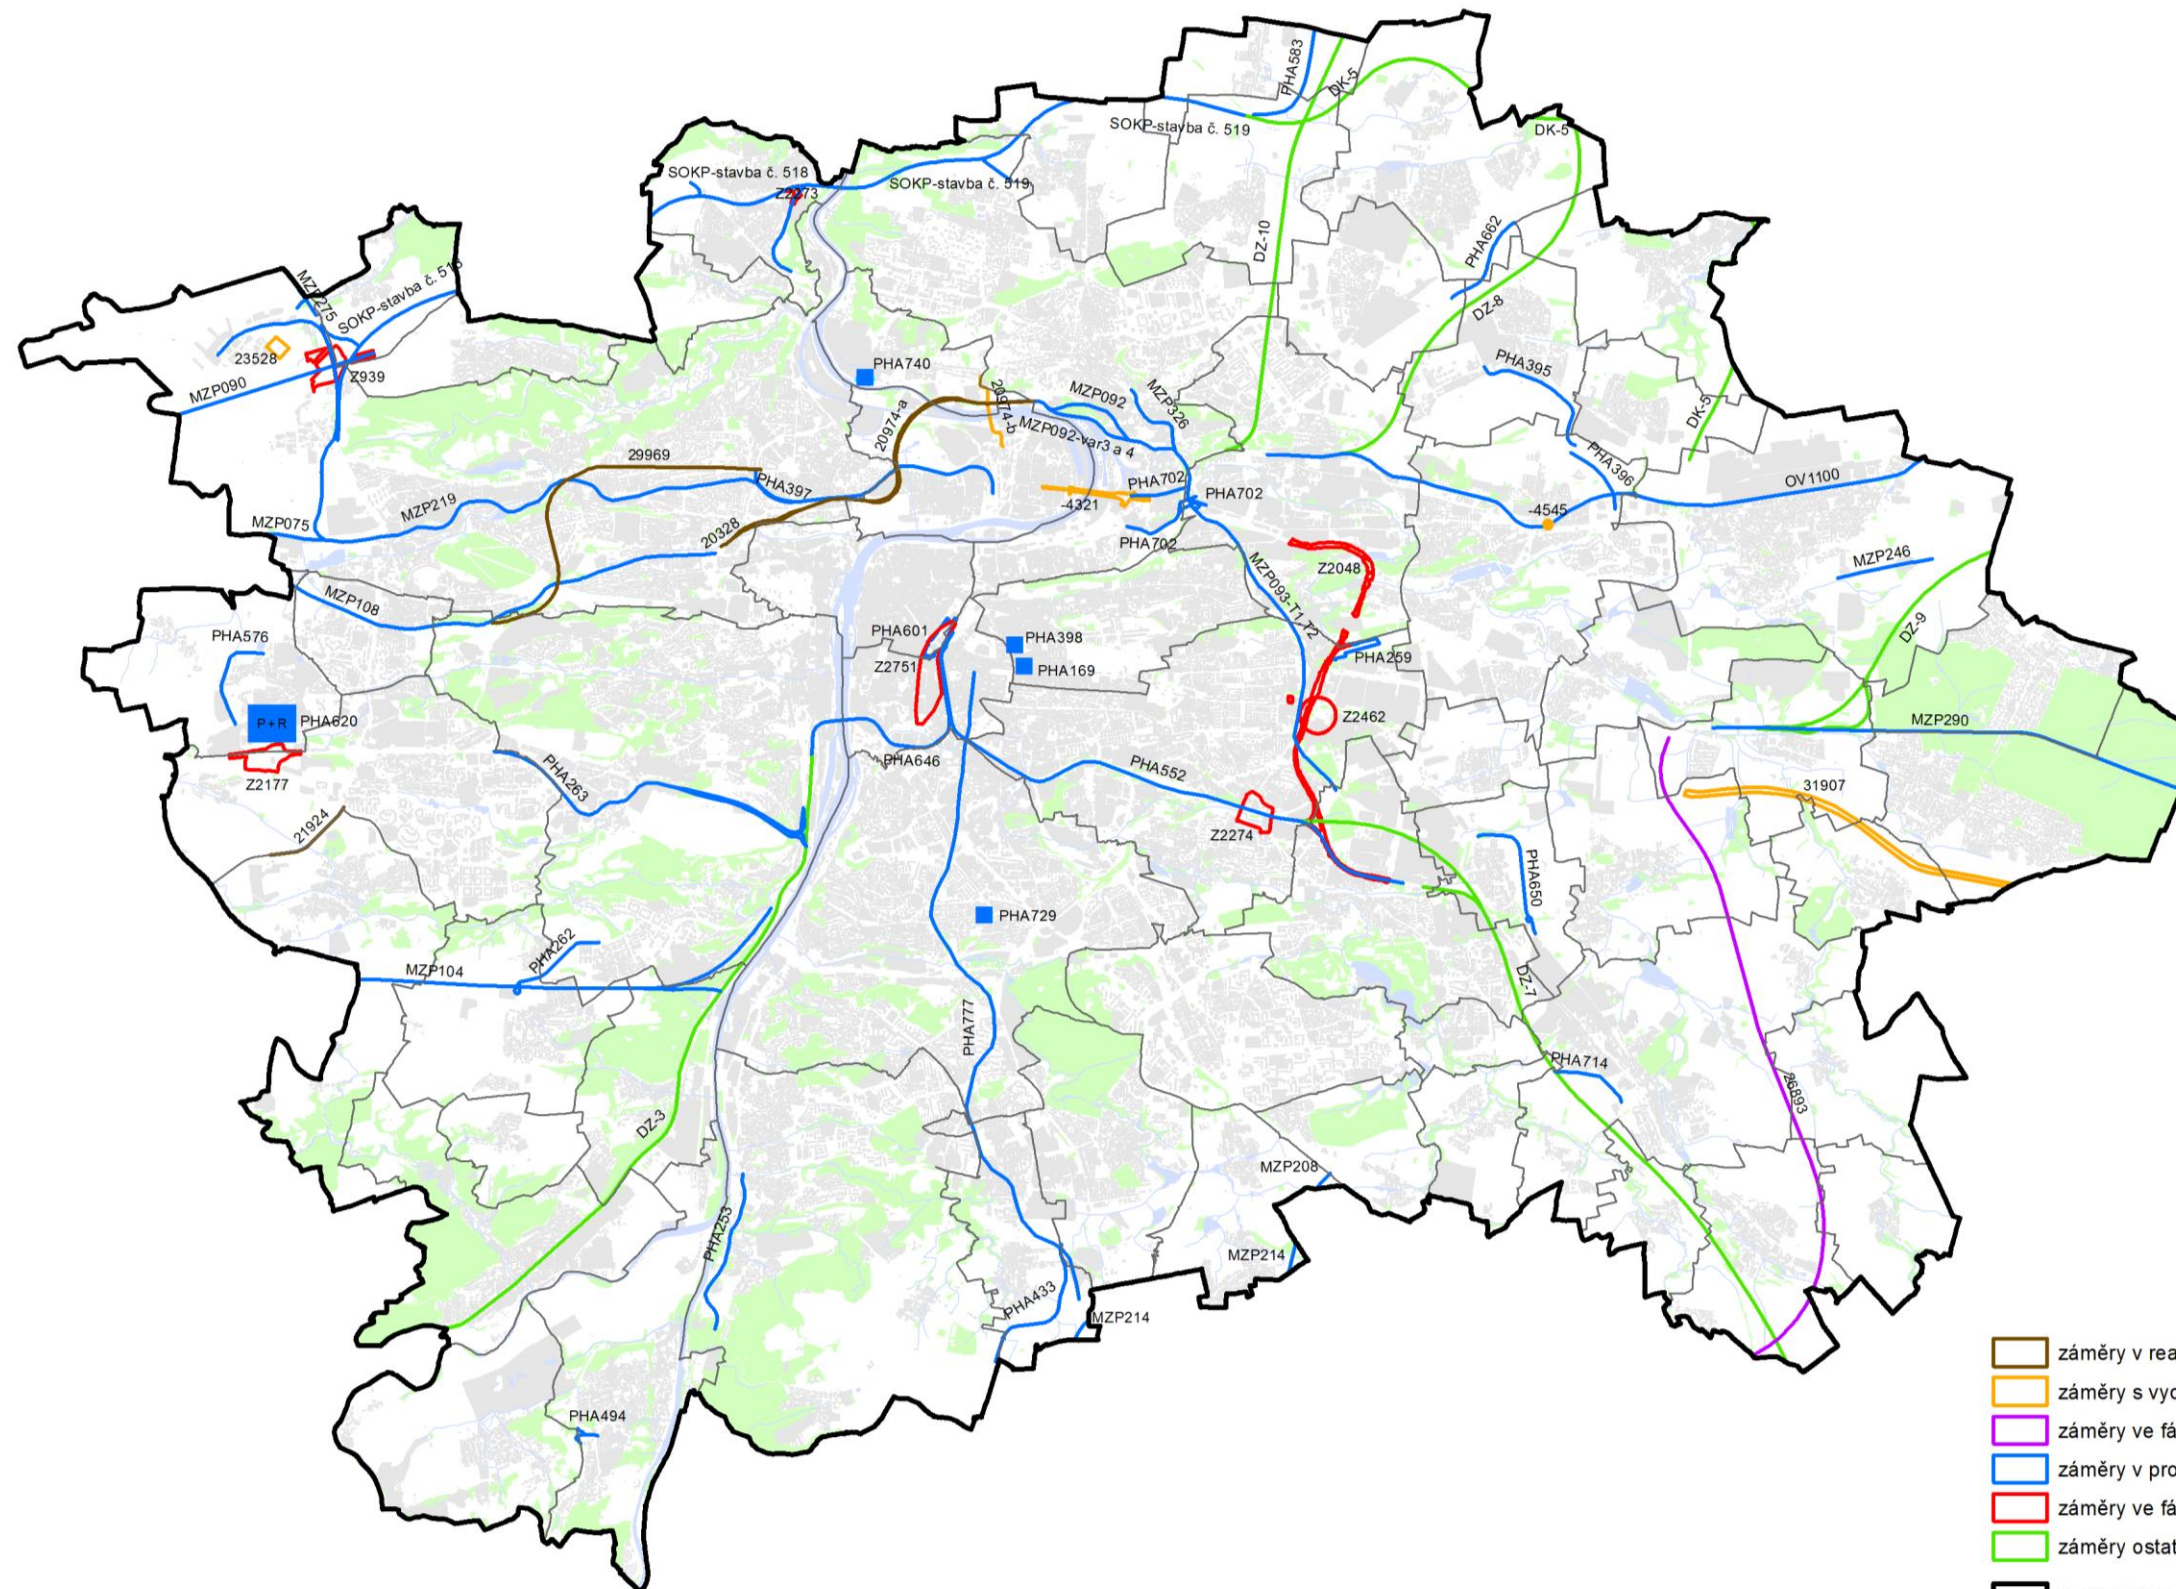 PHA583
DK-5
SOKP-stavba č. 519
DK-5
SOKP-stavba č. 518
SOKP-stavba č. 519
Z2273
DZ-10
PHA662
MZP275
SOKP-stavba č. 518
DZ-8
23528
MZP090
Z939
PHA740
PHA395
MZP092
MZP326
20974-a
20974-b
MZP092-var3 a 4
DK-5
29969
PHA397
PHA396
OV1100
MZP219
PHA702
PHA702
-4321
-4545
MZP075
20328
PHA702
MZP246
Z2048
MZP093-T1,T2
MZP108
PHA576
PHA601
PHA398
PHA259
DZ-9
Z2751
PHA169
P+R
PHA620
Z2462
MZP290
PHA646
PHA552
Z2177
PHA263
31907
21924
Z2274
PHA650
PHA729
PHA262
MZP104
DZ-7
PHA777
PHA714
26893
DZ-3
MZP208
PHA253
MZP214
PHA433
MZP214
PHA494
záměry v rea
záměry s vyd
záměry ve fá
záměry v pro
záměry ve fá
záměry ostat